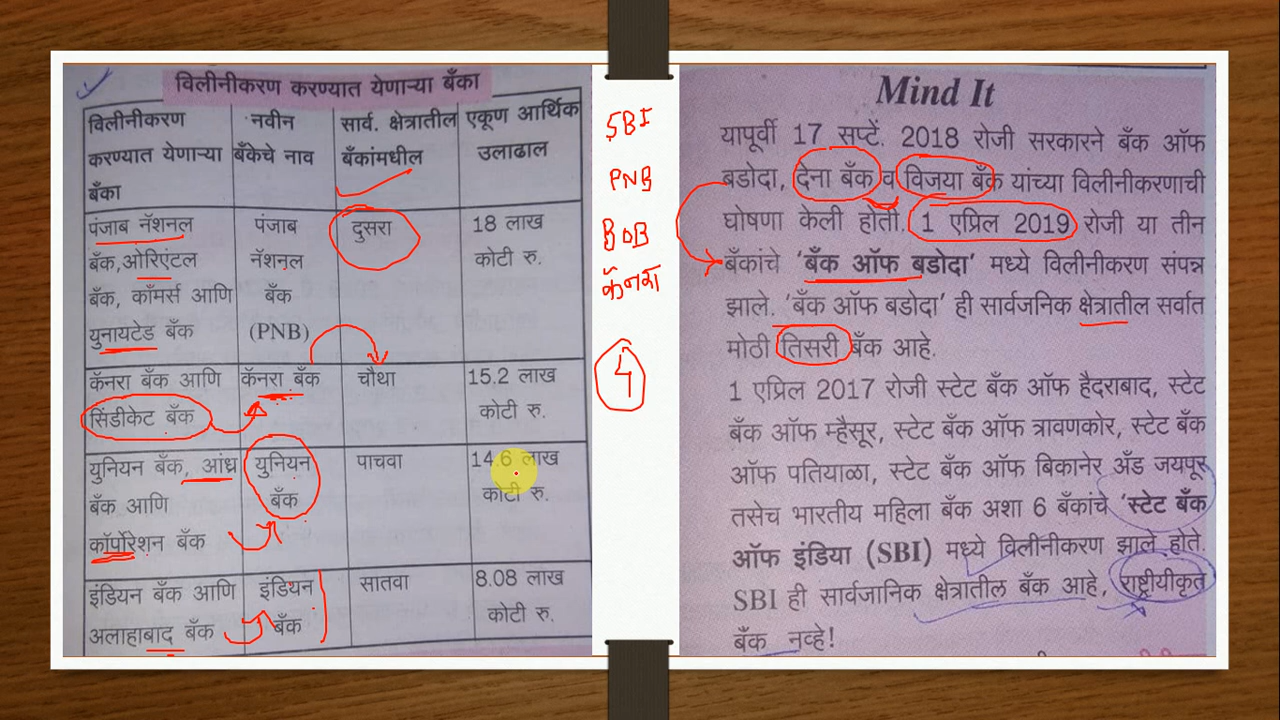 विलीनीकरण करण्यात येणाऱ्या बँका
विलीनीकरण करण्यात येणाऱ्या बँका
नवीन बँकेचे नाव
सार्व. क्षेत्रातील बँकांमधील
एकूण आर्थिक उलाढाल
पंजाब नॅशनल बँक,ओरिएंटल बँक, कॉमर्स आणि युनायटेड बँक
पंजाब नॅशनल बँक (PNB)
दुसरा
18 लाख कोटी रु.
कॅनरा बँक आणि सिंडीकेट बँक
कॅनरा बँक
चौथा
15.2 लाख कोटी रु.
युनियन बँक, आंध्र बँक आणि कॉर्पोरेशन बँक
युनियन बँक
पाचवा
14.6 लाख कोटी रु.
इंडियन बँक आणि अलाहाबाद बँक
इंडियन बँक
सातवा
8.08 लाख कोटी रु.
SBI
PNB
BOB
कॅनरा
Mind It
यापूर्वी 17 सप्टें. 2018 रोजी सरकारने बँक ऑफ
बडोदा, देना बँक व विजया बँक यांच्या विलीनीकरणाची
घोषणा केली होती. 1 एप्रिल 2019 रोजी या तीन
बँकांचे ‘बँक ऑफ बडोदा’ मध्ये विलीनीकरण संपन्न
झाले. ‘बँक ऑफ बडोदा’ ही सार्वजनिक क्षेत्रातील सर्वात
मोठी तिसरी बँक आहे.
1 एप्रिल 2017 रोजी स्टेट बँक ऑफ हैदराबाद, स्टेट
बँक ऑफ म्हैसूर, स्टेट बँक ऑफ त्रावणकोर, स्टेट बँक
ऑफ पतियाळा, स्टेट बँक ऑफ बिकानेर अँड जयपूर
तसेच भारतीय महिला बँक अशा 6 बँकांचे ‘स्टेट बँक
ऑफ इंडिया (SBI) मध्ये विलीनीकरण झाले होते.
SBI ही सार्वजानिक क्षेत्रातील बँक आहे, राष्ट्रीयीकृत
बँक नव्हे!